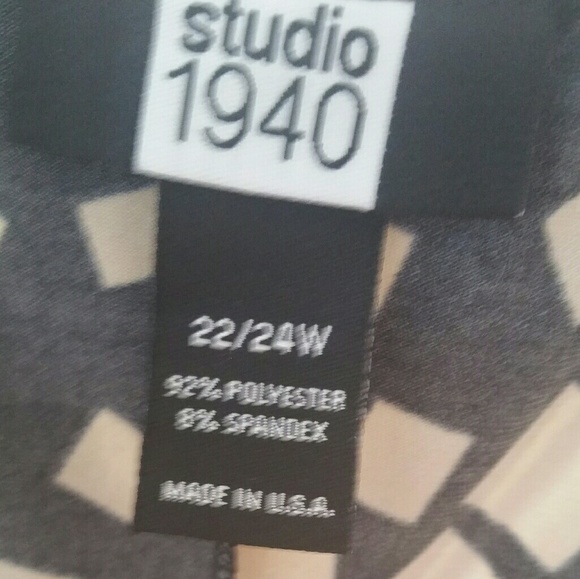 studio
1940
22/24W
92% POLYESTER
8% SPANDEX
MADE IN U.S.A.